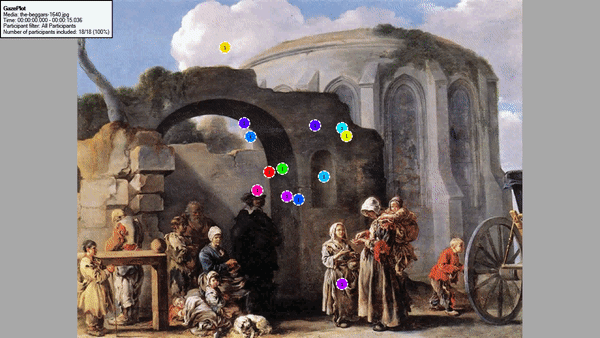 GazePlot
Media: the-beggars-1640.jpg
Time: 00:00:00.000 - 00:00:15.036
Participant filter: All Participants
Number of participants included: 18/18 (100%)